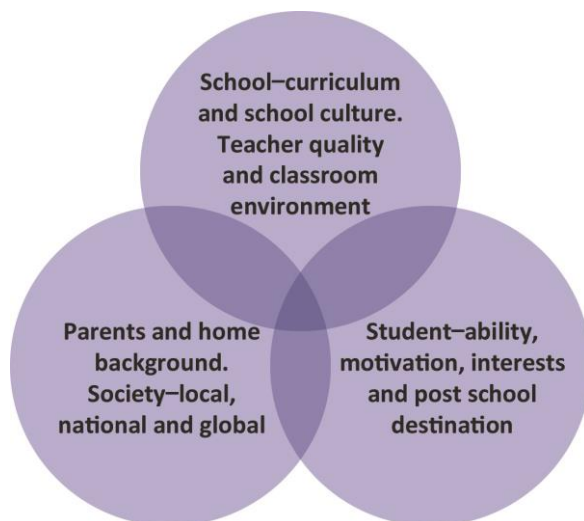 School–curriculum
and school culture.
Teacher quality
and classroom
environment
Parents and home
background.
Society–local,
national and global
Student–ability,
motivation, interests
and post school
destination